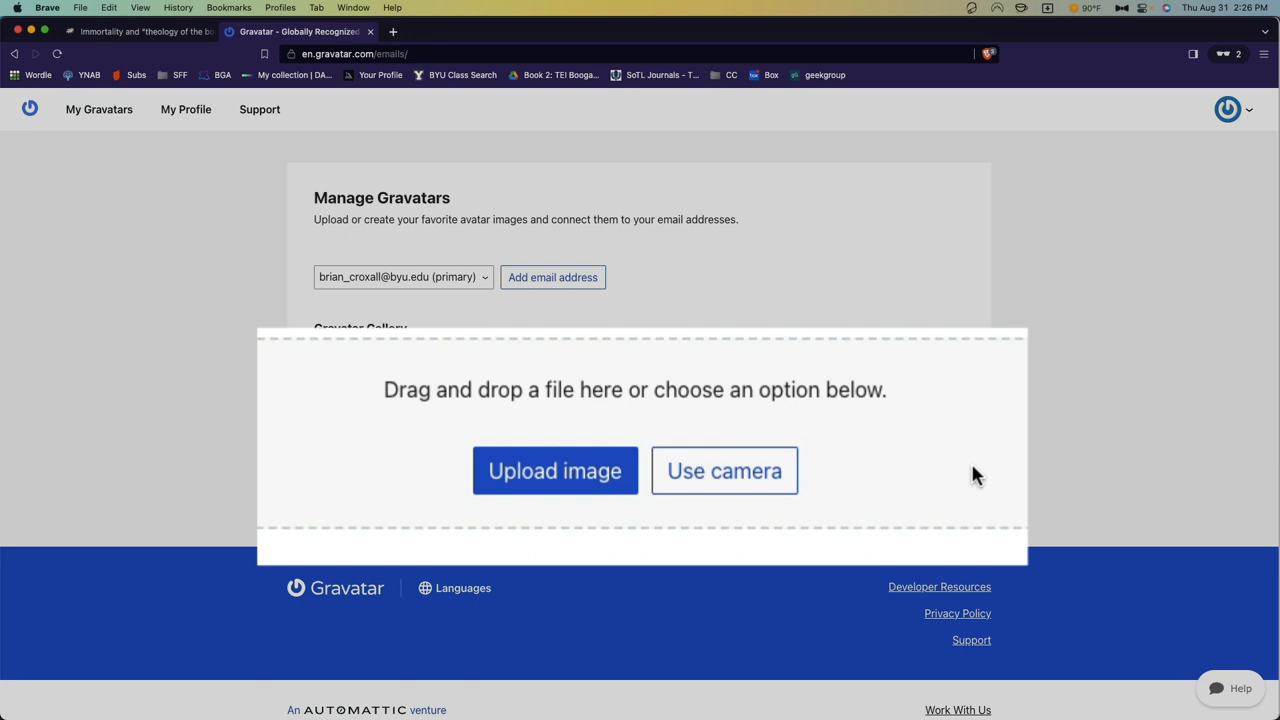 Brave File Edit View History Bookmarks Profiles Tab Window Help
90°F Thu Aug 31 2:26 PM
Immortality and "theology of the bo
Gravatar - Globally Recognized
en.gravatar.com/emails/
2
Wordle YNAB Subs SFF BGA My collection | DA... Your Profile BYU Class Search Book 2: TEI Booga... SoTL Journals - T... CC Box geekgroup
My Gravatars My Profile Support
Manage Gravatars
Upload or create your favorite avatar images and connect them to your email addresses.
brian_croxall@byu.edu (primary) Add email address
Gravatar Gallery
Drag and drop a file here or choose an option below.
Upload image Use camera
Gravatar Languages
Developer Resources
Privacy Policy
Support
Help
An AUTOMATTIC venture
Work With Us